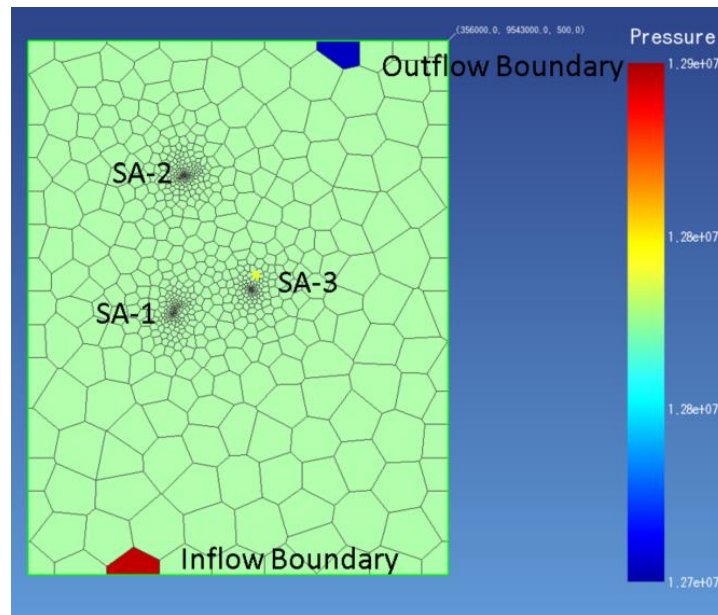 (356000.0, 9543000.0, 500.0)
Pressure
1.29e+07
Outflow Boundary
SA-2
1.28e+07
SA-3
SA-1
1.28e+07
Inflow Boundary
1.27e+07